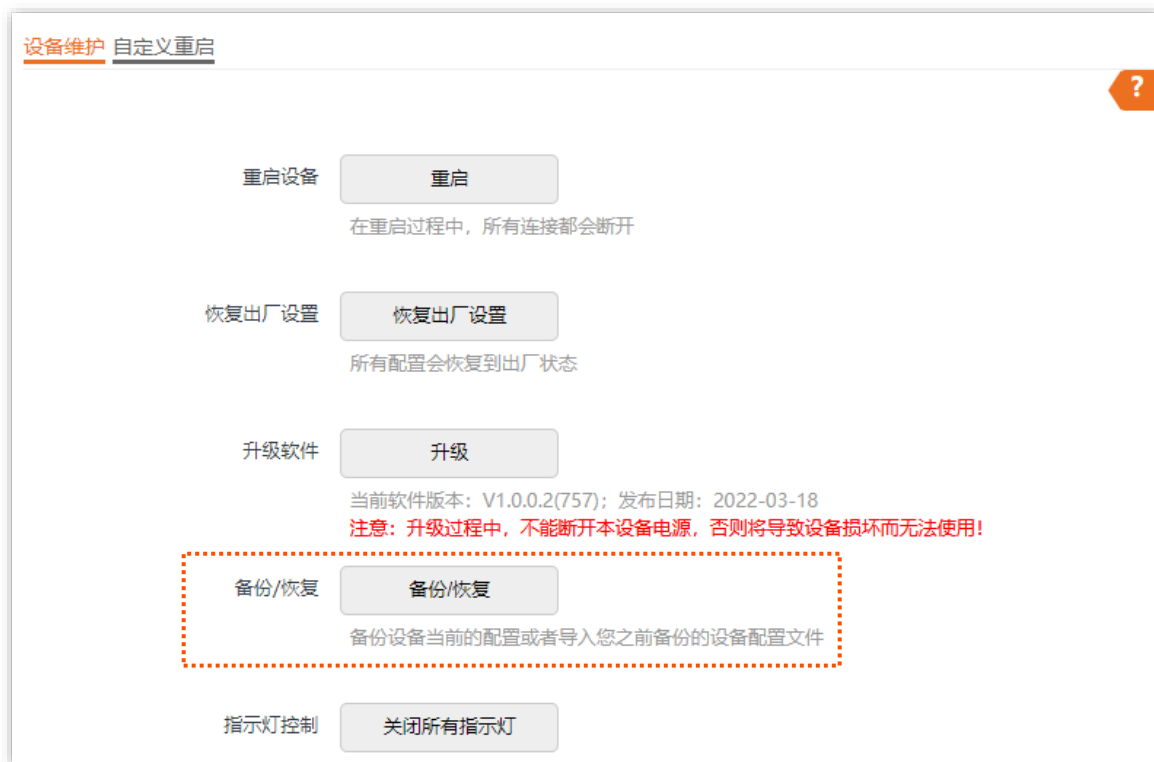 设备维护 自定义重启
?
重启设备 重启
在重启过程中，所有连接都会断开
恢复出厂设置 恢复出厂设置
所有配置会恢复到出厂状态
升级软件 升级
当前软件版本：V1.0.0.2(757)；发布日期：2022-03-18
注意：升级过程中，不能断开本设备电源，否则将导致设备损坏而无法使用！
备份/恢复 备份/恢复
备份设备当前的配置或者导入您之前备份的设备配置文件
指示灯控制 关闭所有指示灯